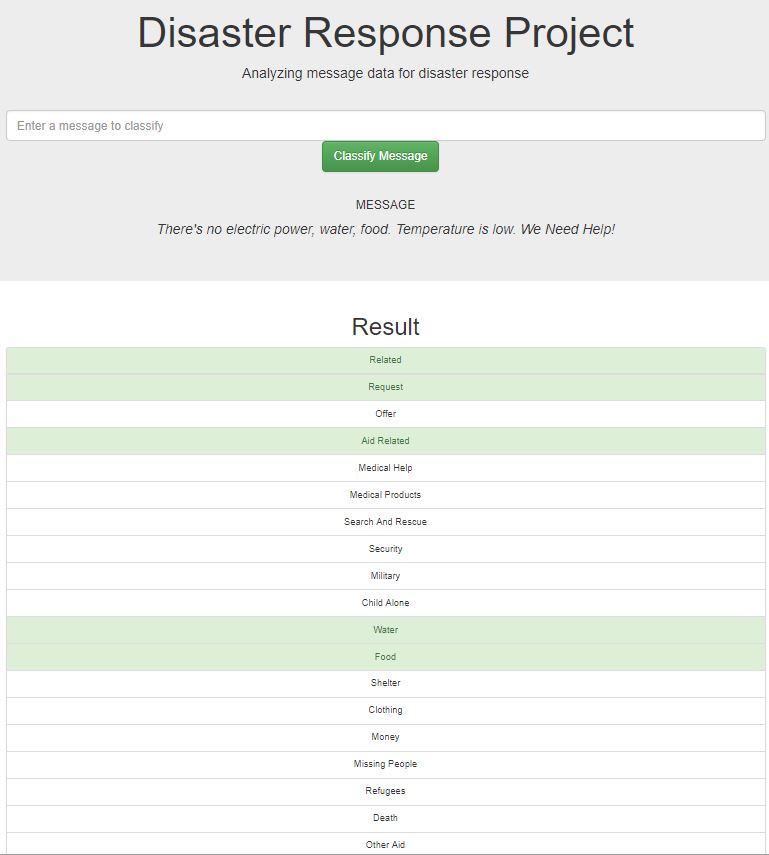 Disaster Response Project
Analyzing message data for disaster response
Enter a message to classify
Classify Message
MESSAGE
There's no electric power, water, food. Temperature is low. We Need Help!
Result
Related
Request
Offer
Aid Related
Medical Help
Medical Products
Search And Rescue
Security
Military
Child Alone
Water
Food
Shelter
Clothing
Money
Missing People
Refugees
Death
Other Aid